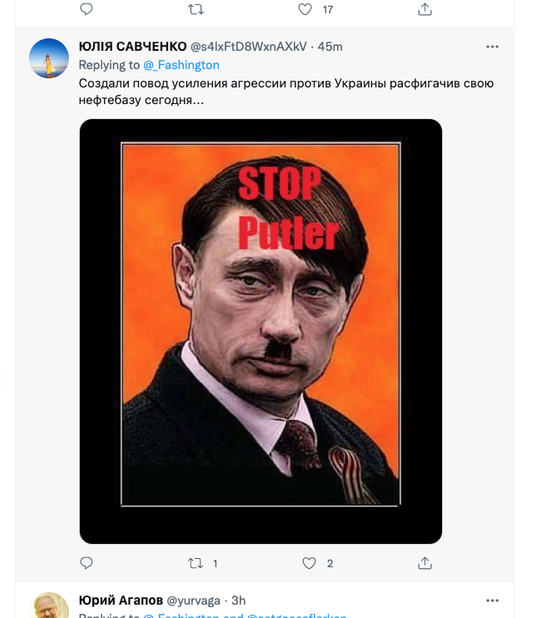 17
ЮЛІЯ САВЧЕНКО @s4lxFtD8WxnAXkV · 45m
Replying to @_Fashington
Создали повод усиления агрессии против Украины расфигачив свою
нефтебазу сегодня...
STOP
Putler
1 2
Юрий Агапов @yurvaga · 3h